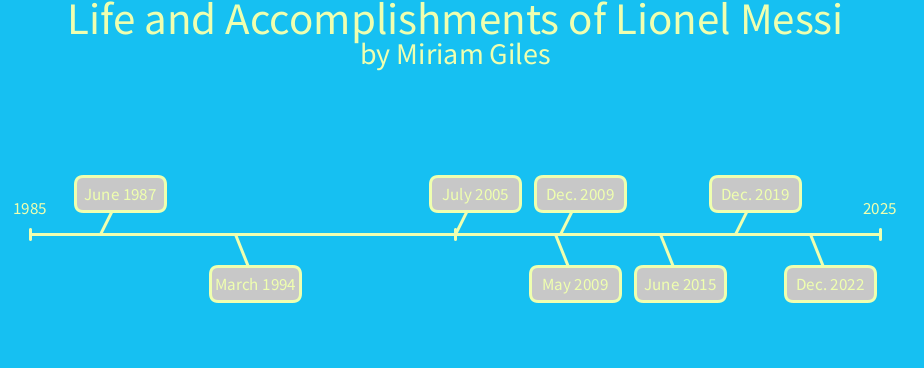 Life and Accomplishments of Lionel Messi
by Miriam Giles
June 1987
July 2005
Dec. 2009
Dec. 2019
1985
2025
March 1994
May 2009
June 2015
Dec. 2022